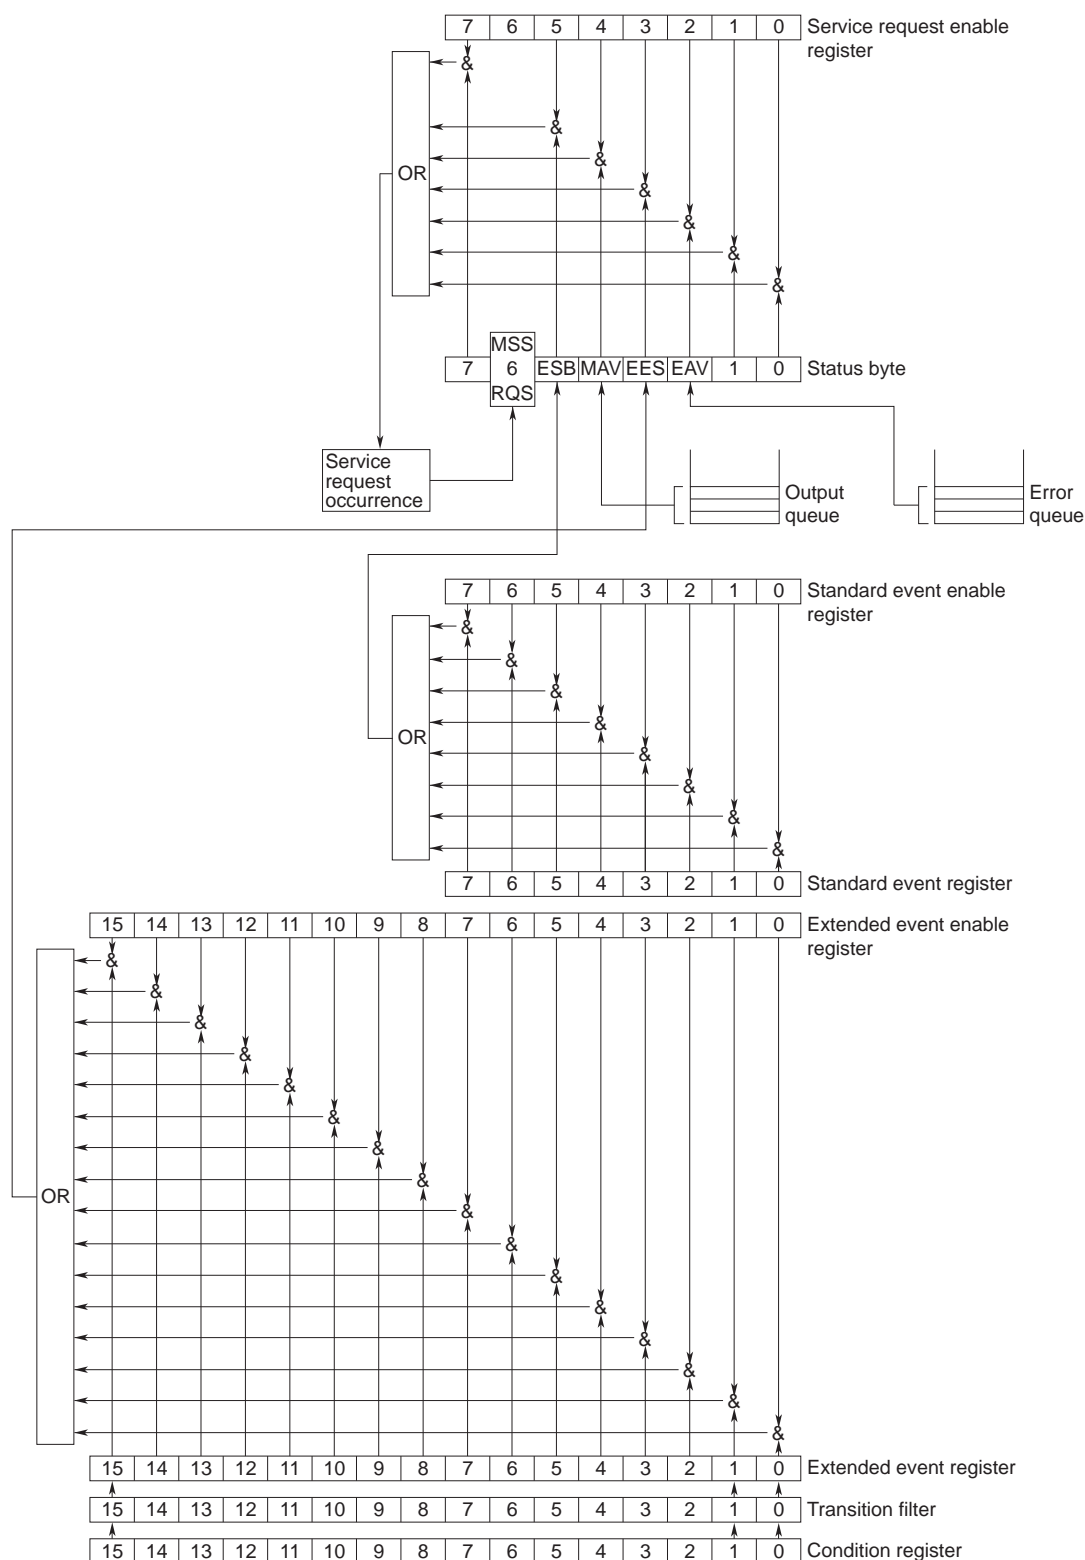 7 6 5 4 3 2 1 0 Service request enable
register
&
&
&
OR
&
&
&
&
MSS
7 6 ESB MAV EES EAV 1 0 Status byte
RQS
Service
request
occurrence
Output
queue
Error
queue
7 6 5 4 3 2 1 0 Standard event enable
register
&
&
&
&
OR
&
&
&
&
7 6 5 4 3 2 1 0 Standard event register
15 14 13 12 11 10 9 8 7 6 5 4 3 2 1 0 Extended event enable
register
&
&
&
&
&
&
&
&
OR
&
&
&
&
&
&
&
&
15 14 13 12 11 10 9 8 7 6 5 4 3 2 1 0 Extended event register
15 14 13 12 11 10 9 8 7 6 5 4 3 2 1 0 Transition filter
15 14 13 12 11 10 9 8 7 6 5 4 3 2 1 0 Condition register